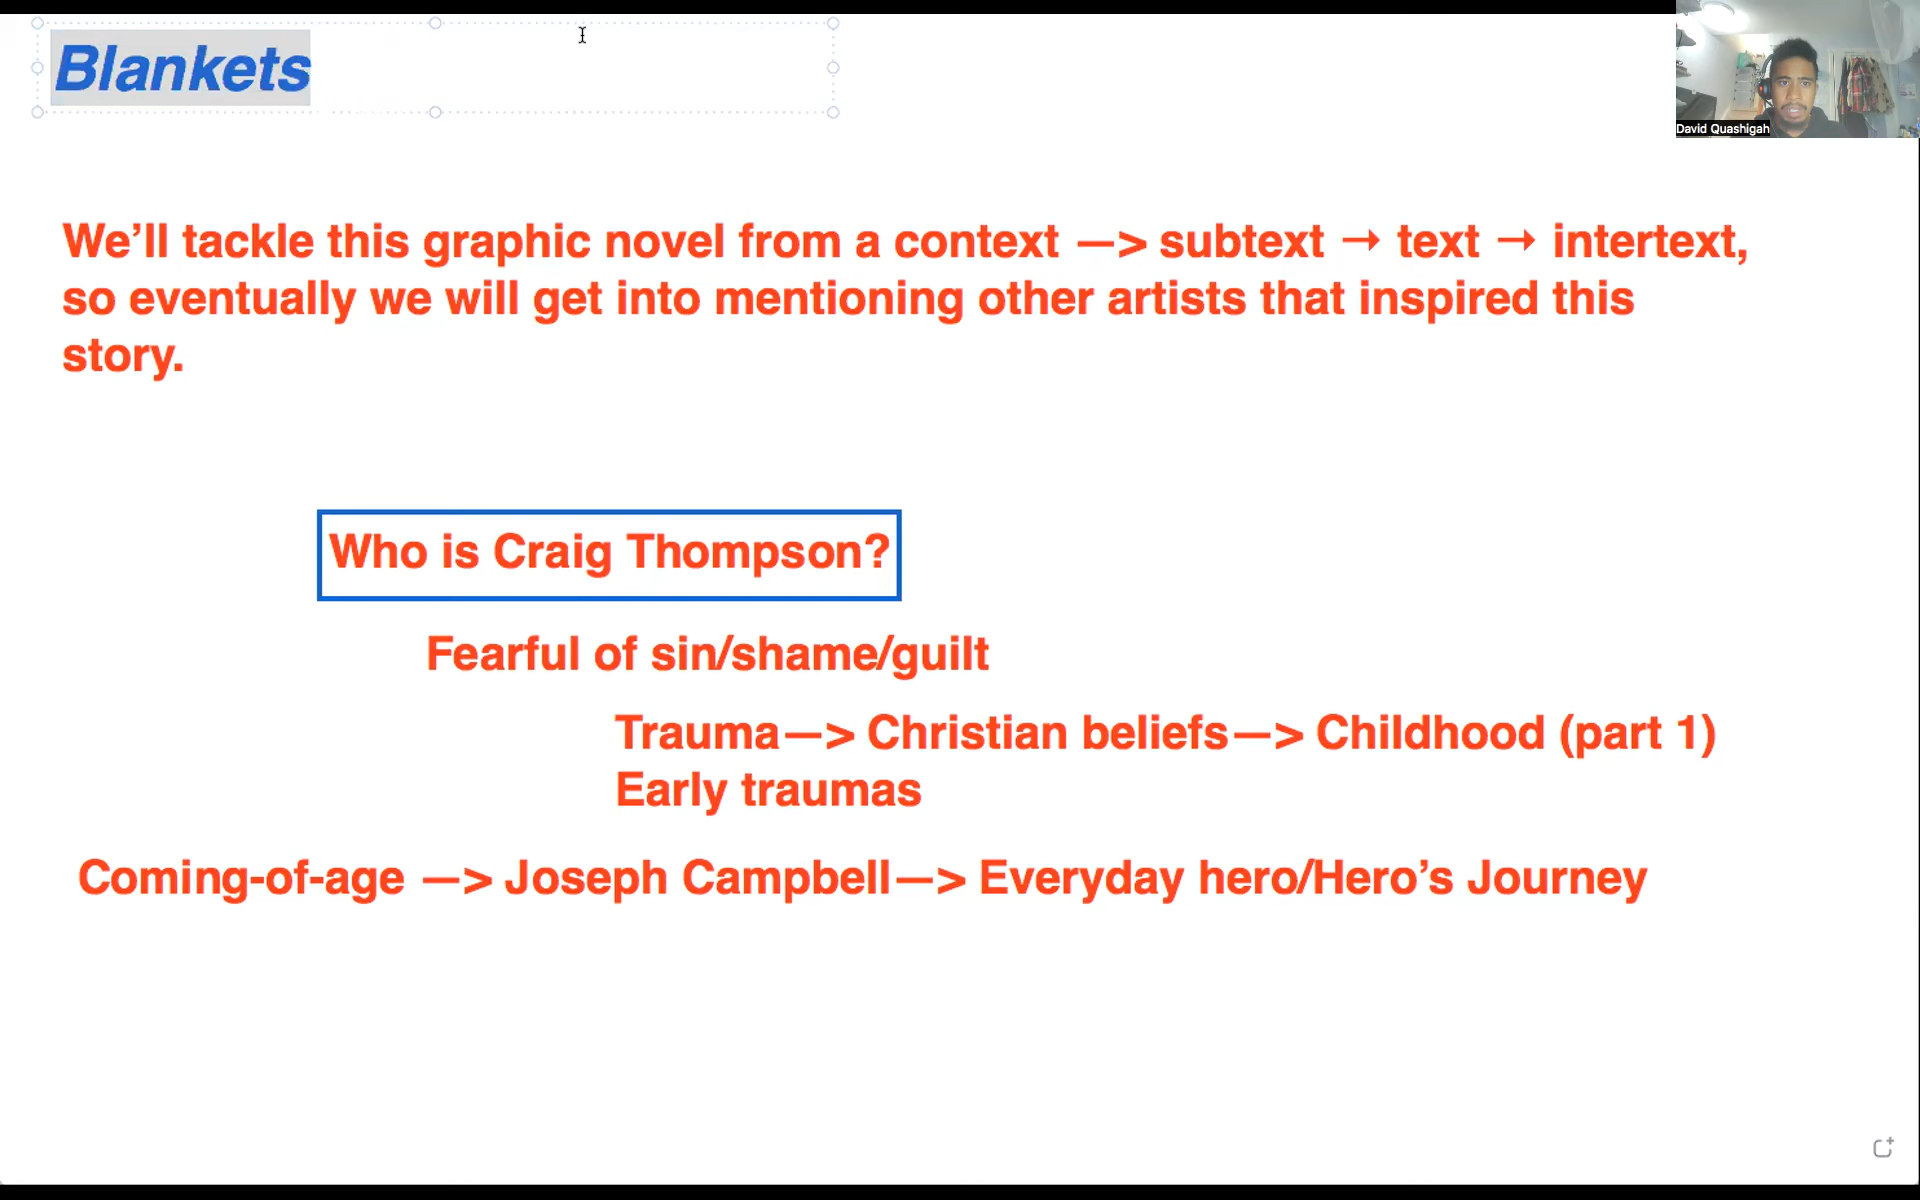 Blankets
David Quashigah
We’ll tackle this graphic novel from a context —> subtext → text → intertext,
so eventually we will get into mentioning other artists that inspired this
story.
Who is Craig Thompson?
Fearful of sin/shame/guilt
Trauma—> Christian beliefs—> Childhood (part 1)
Early traumas
Coming-of-age —> Joseph Campbell—> Everyday hero/Hero’s Journey